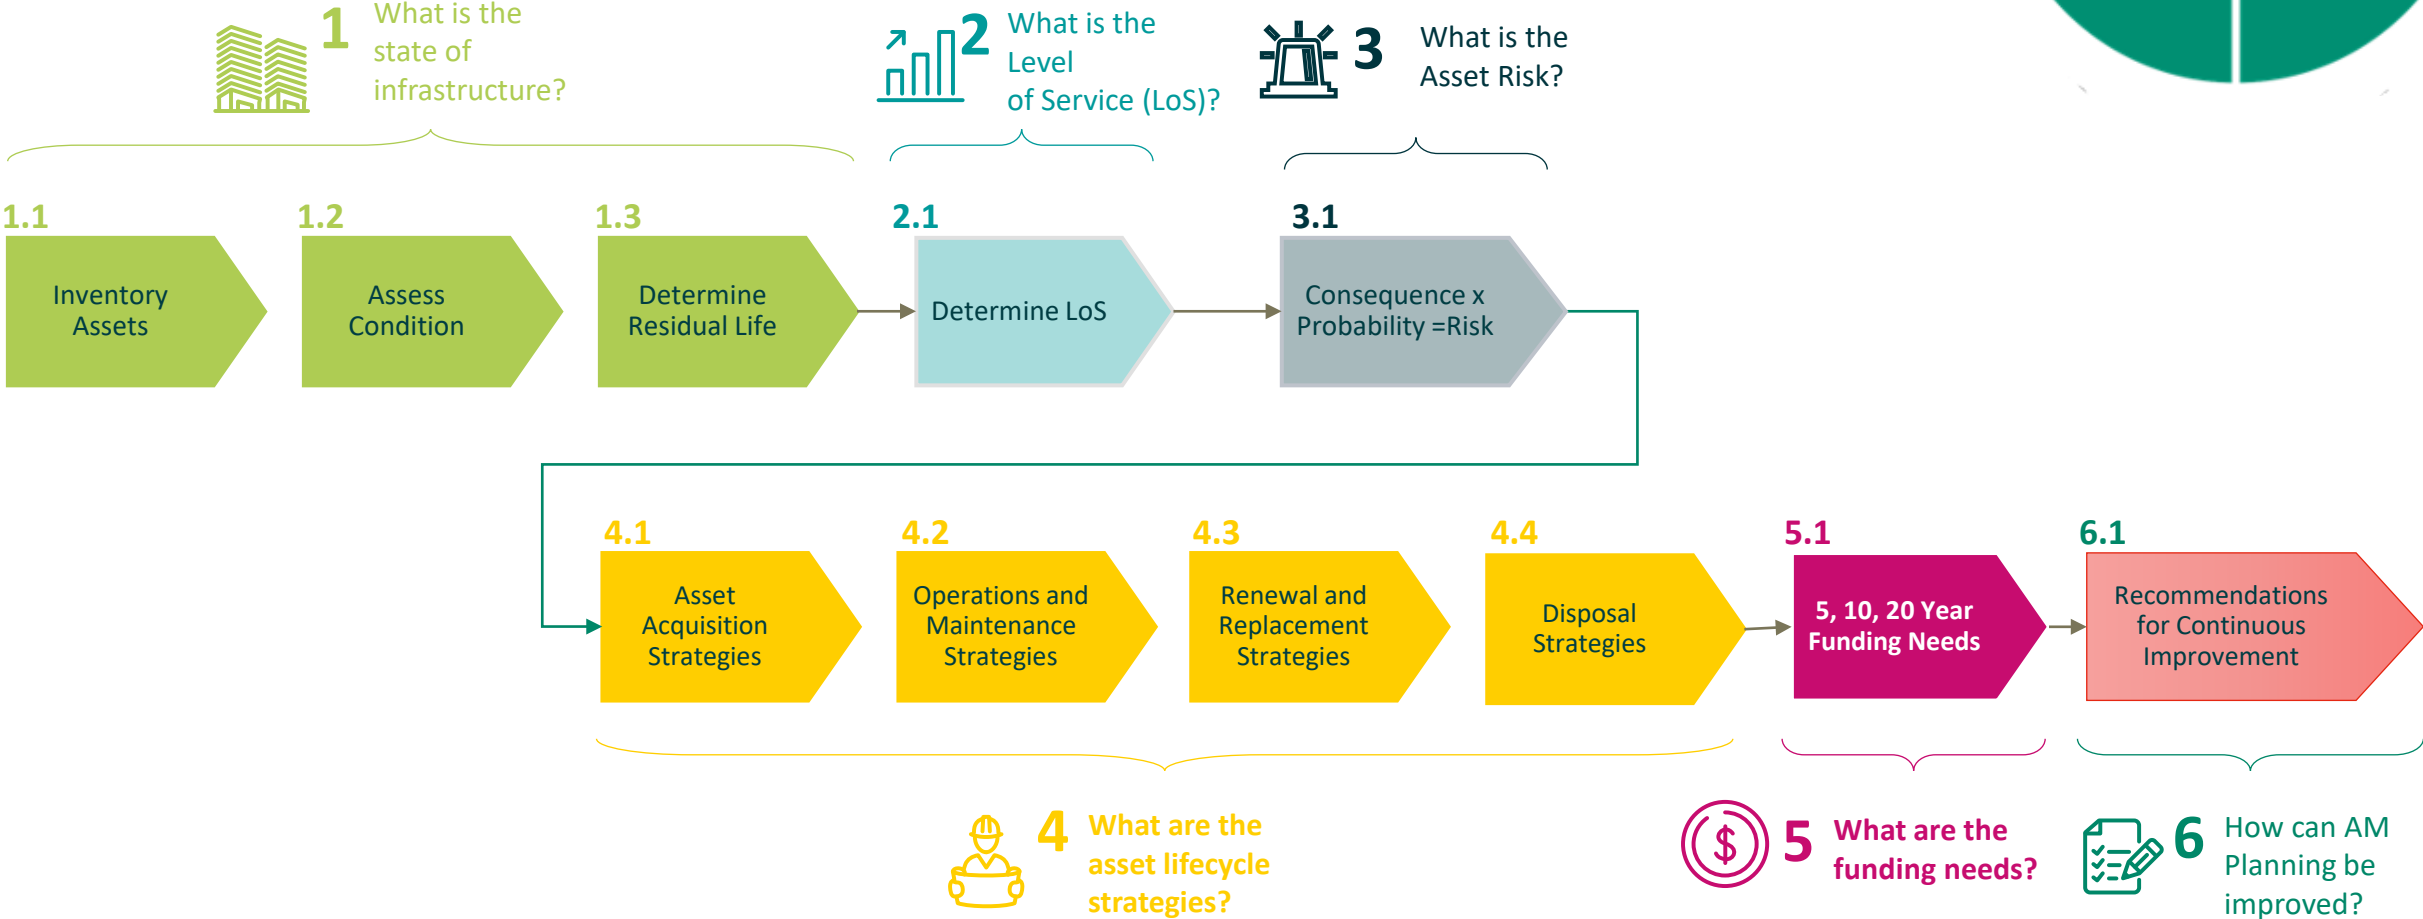 1
What is the
state of
infrastructure?
2
What is the
Level
of Service (LoS)?
3
What is the
Asset Risk?
1.1
Inventory
Assets
1.2
Assess
Condition
1.3
Determine
Residual Life
2.1
Determine LoS
3.1
Consequence x
Probability =Risk
4.1
Asset
Acquisition
Strategies
4.2
Operations and
Maintenance
Strategies
4.3
Renewal and
Replacement
Strategies
4.4
Disposal
Strategies
5.1
5, 10, 20 Year
Funding Needs
6.1
Recommendations
for Continuous
Improvement
4
What are the
asset lifecycle
strategies?
$
5
What are the
funding needs?
6
How can AM
Planning be
improved?